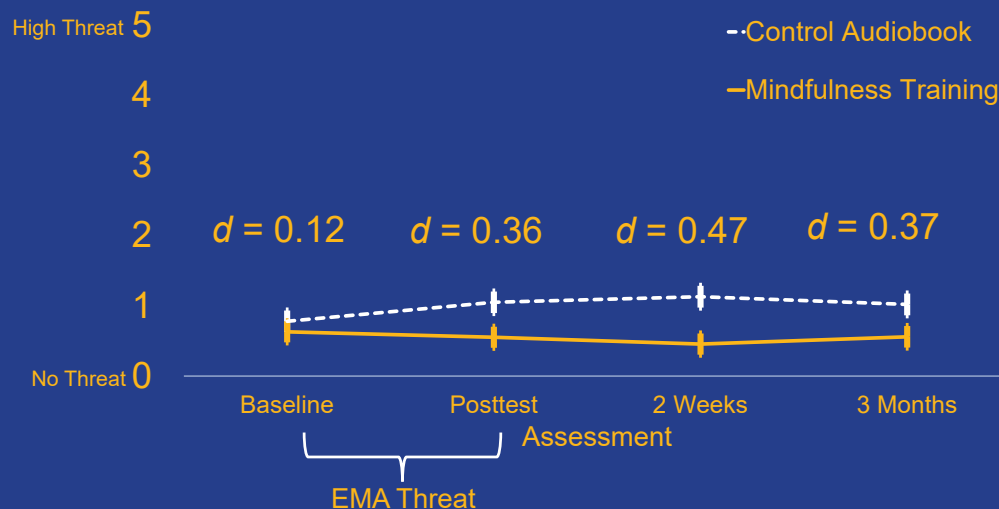 High Threat 5
Control Audiobook
4
Mindfulness Training
3
2
d = 0.12 d = 0.36 d = 0.47 d = 0.37
1
No Threat 0
Baseline Posttest 2 Weeks 3 Months
Assessment
EMA Threat